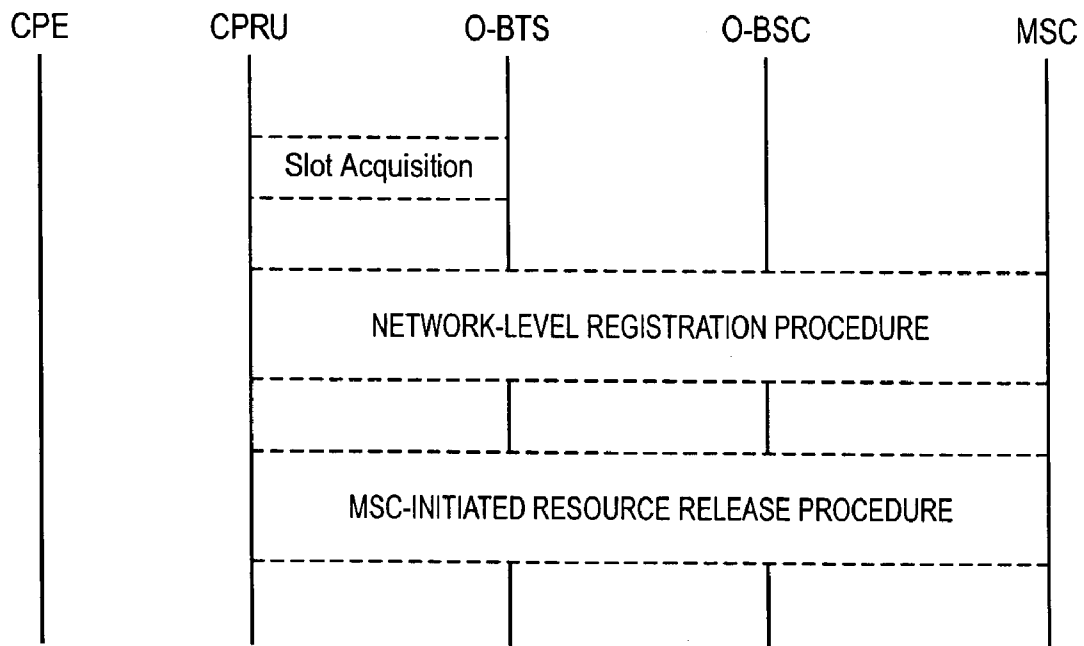 CPE CPRU O-BTS O-BSC MSC
Slot Acquisition
NETWORK-LEVEL REGISTRATION PROCEDURE
MSC-INITIATED RESOURCE RELEASE PROCEDURE